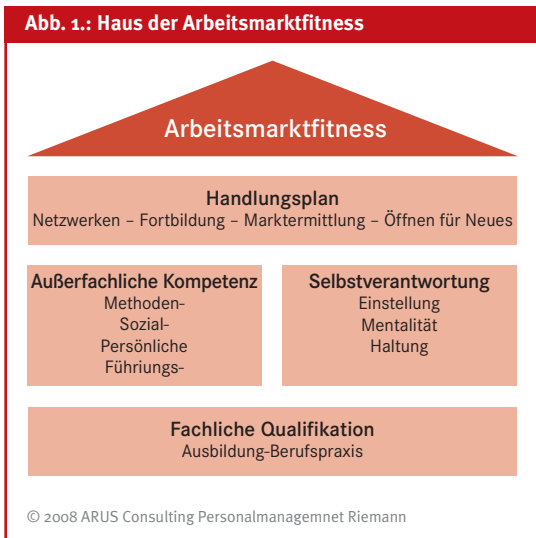 Abb. 1.: Haus der Arbeitsmarktfitness
Arbeitsmarktfitness
Handlungsplan
Netzwerken – Fortbildung – Marktermittlung – Öffnen für Neues
Außerfachliche Kompetenz
Methoden-
Sozial-
Persönliche
Führiungs-
Selbstverantwortung
Einstellung
Mentalität
Haltung
Fachliche Qualifikation
Ausbildung-Berufspraxis
© 2008 ARUS Consulting Personalmanagemnet Riemann